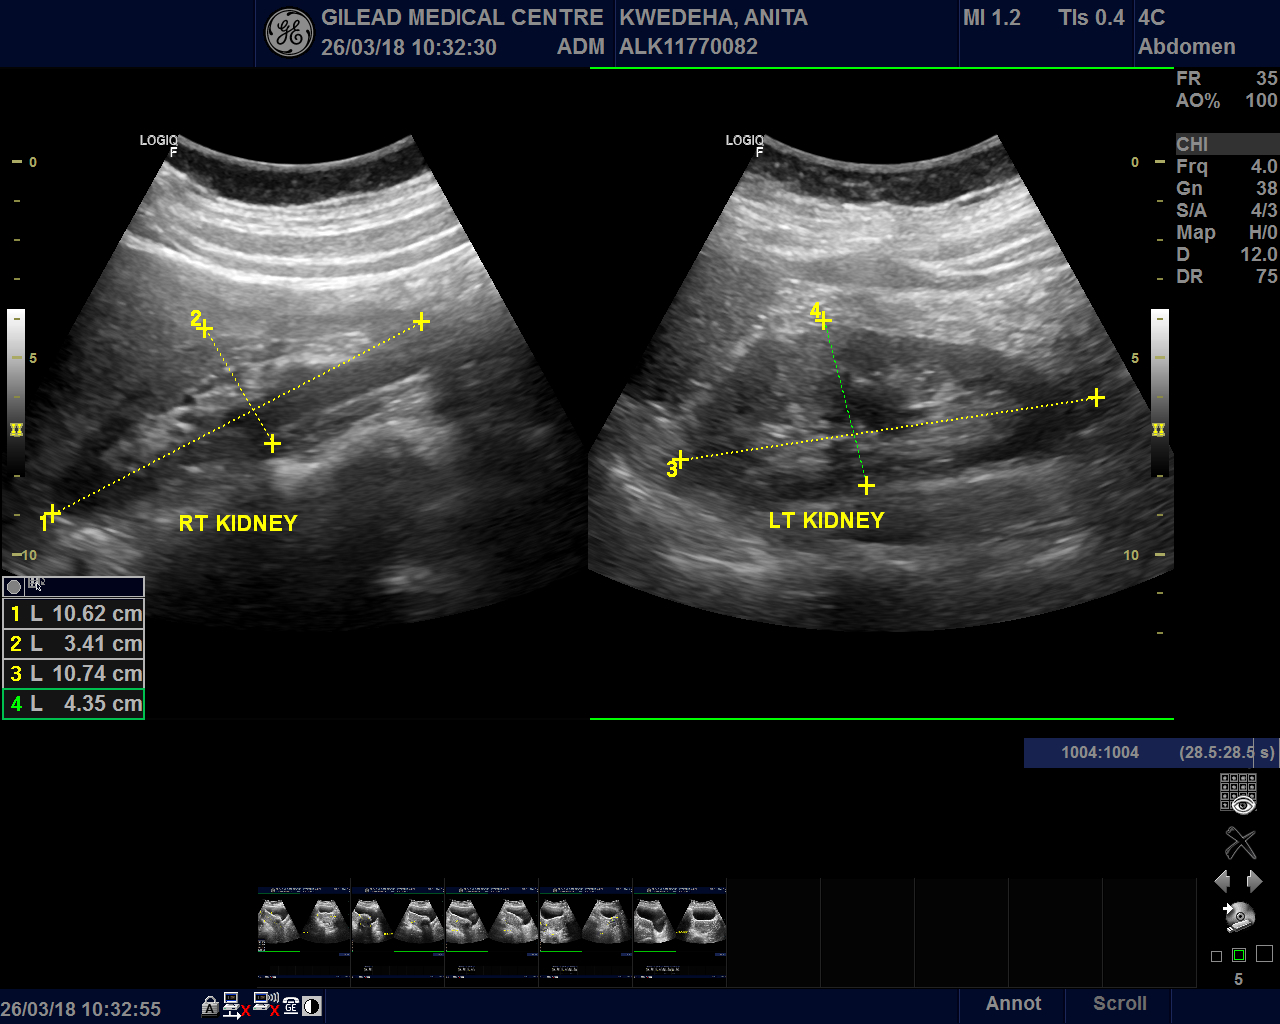 GILEAD MEDICAL CENTRE
26/03/18 10:32:30 ADM
KWEDEHA, ANITA
ALK11770082
MI 1.2 TIs 0.4
4C
Abdomen
FR 35
AO% 100
CHI
Frq 4.0
Gn 38
S/A 4/3
Map H/0
D 12.0
DR 75
LOGIQ
F
0
5
10
2
1
RT KIDNEY
LOGIQ
F
0
5
10
4
3
LT KIDNEY
1 L 10.62 cm
2 L 3.41 cm
3 L 10.74 cm
4 L 4.35 cm
1004:1004 (28.5:28.5 s)
5
26/03/18 10:32:55
A
X
X
GE
Annot
Scroll